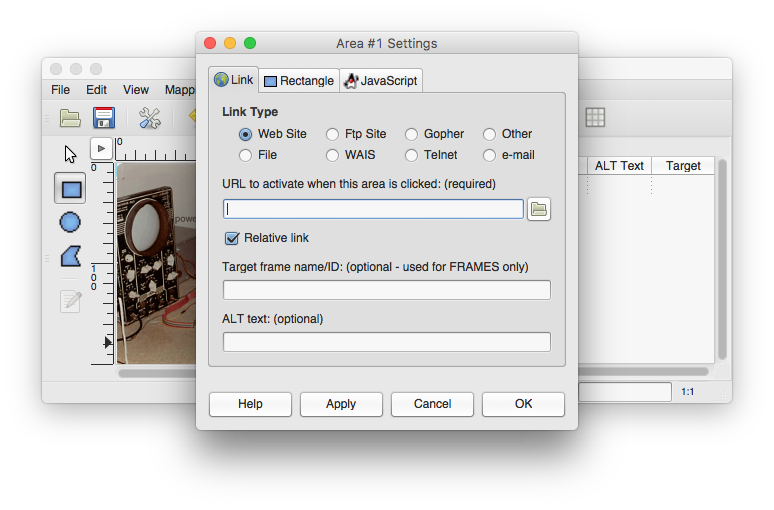 Area #1 Settings
File Edit View Mapp
Link Rectangle JavaScript
Link Type
Web Site Ftp Site Gopher Other
File WAIS Telnet e-mail
URL to activate when this area is clicked: (required)
Relative link
Target frame name/ID: (optional - used for FRAMES only)
ALT text: (optional)
Help Apply Cancel OK
0
0
100
powe
ALT Text Target
1:1